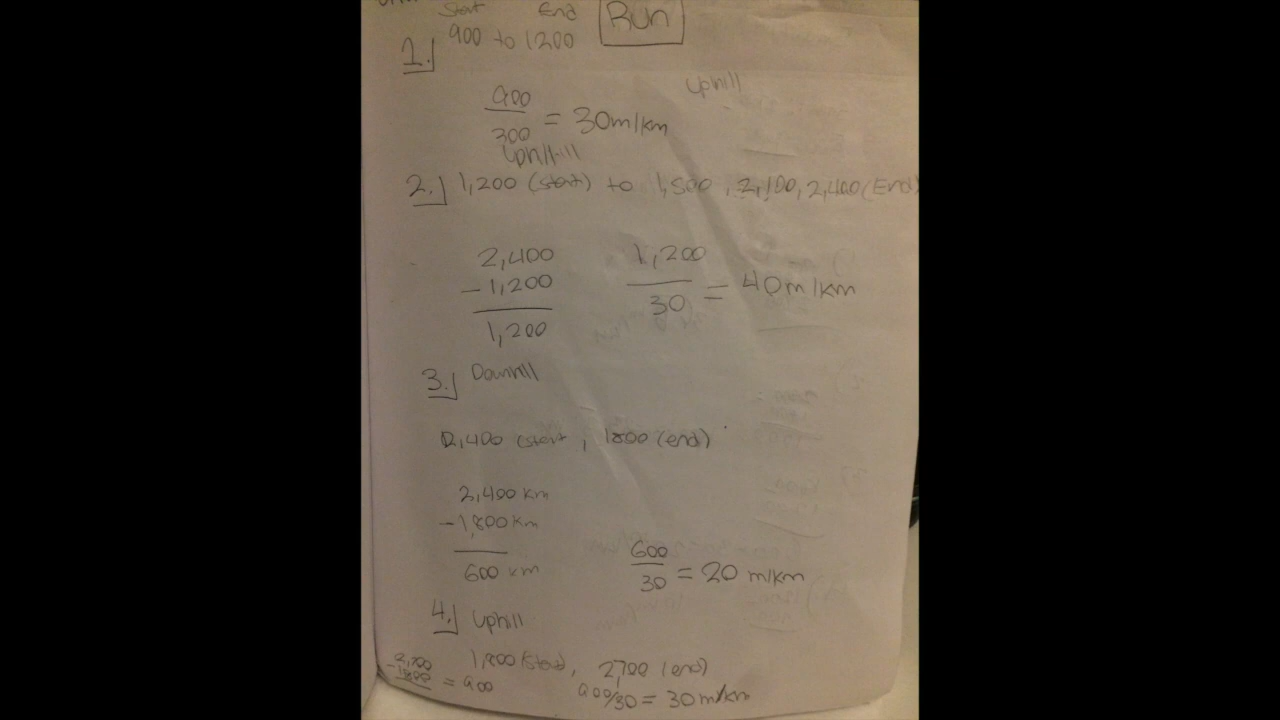 Start End Run
1. 900 to 1200
Uphill
900
300 = 30m/km
Uphill
2. 1,200 (start) to 1,500, 2,100, 2,400 (End)
2,400
-1,200
1,200
1,200
30 = 40m/km
3. Downhill
2,400 (start, 1800 (end)
2,400 km
-1,800 km
600 km
600
30 = 20 m/km
4. Uphill
1,800 (start), 2700 (end)
2,700
-1800 = 900
900/30 = 30 m/km